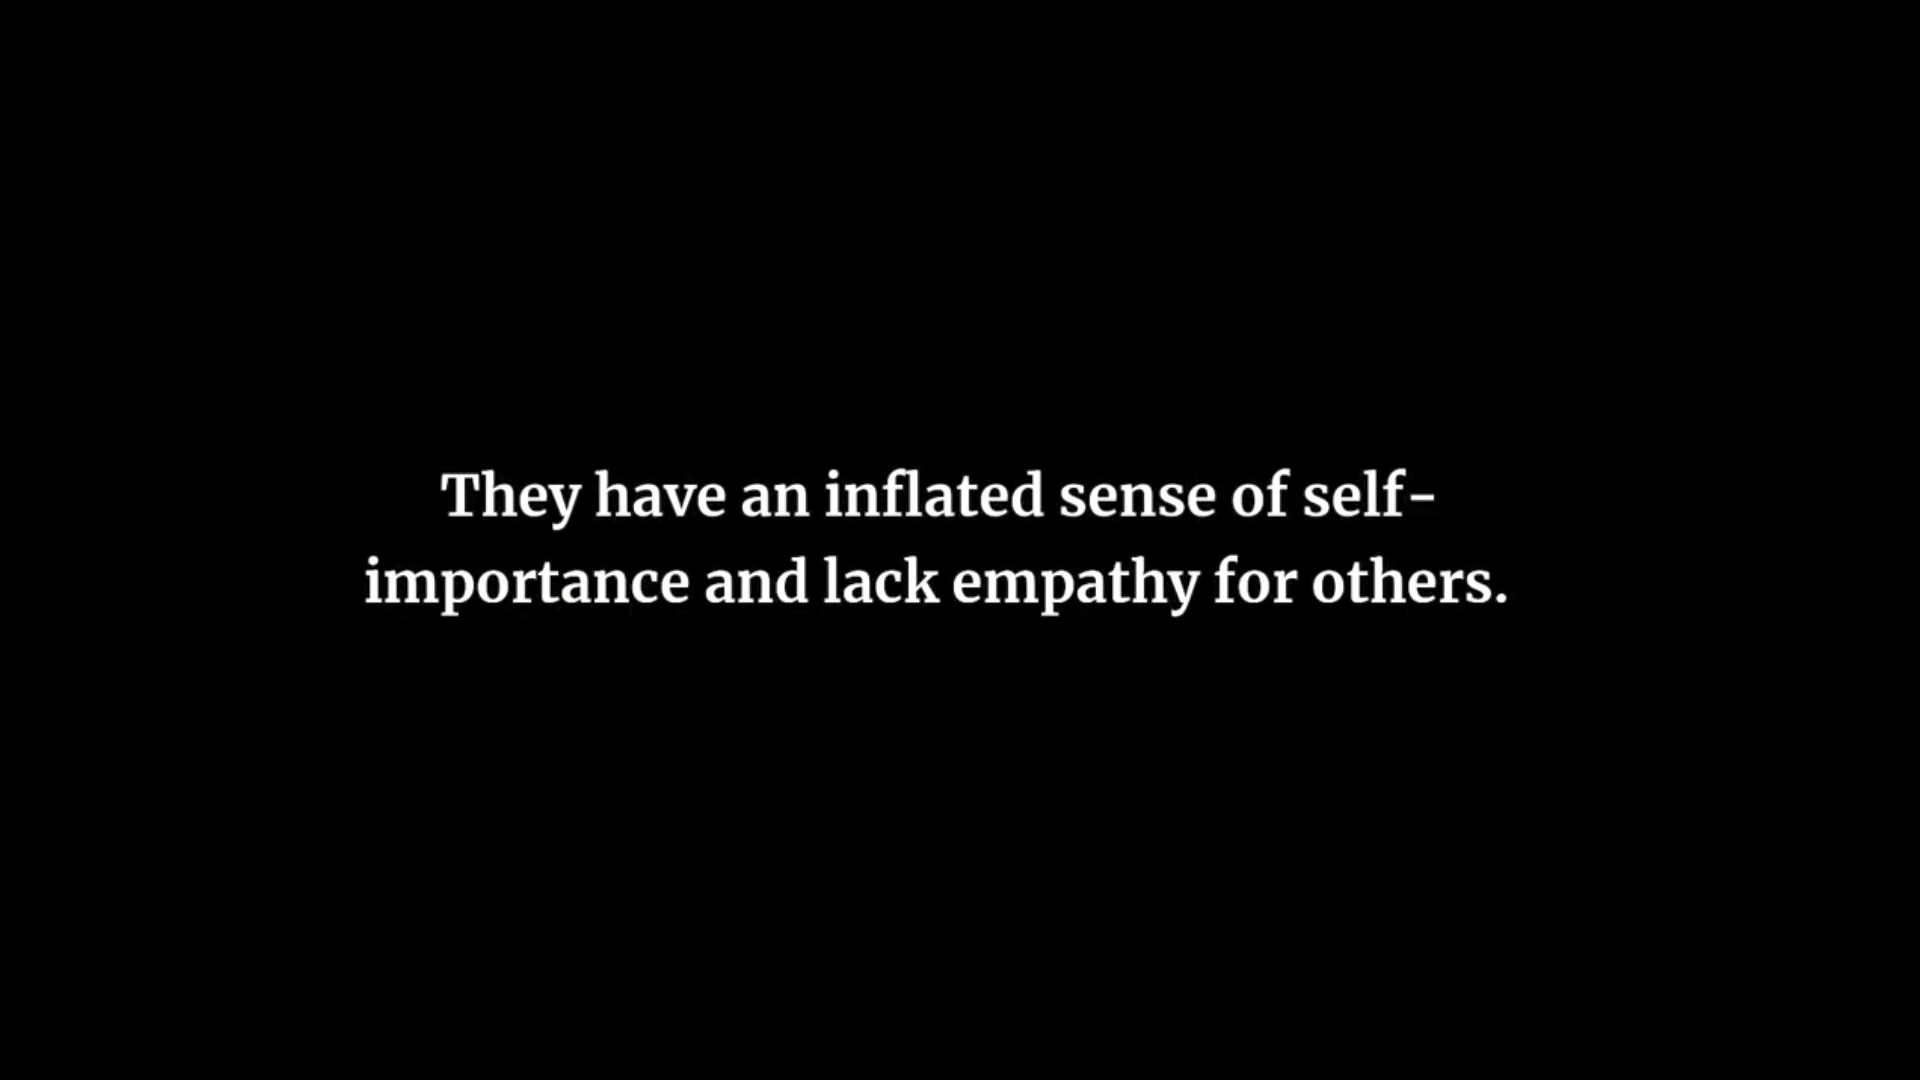 They have an inflated sense of self-
importance and lack empathy for others.